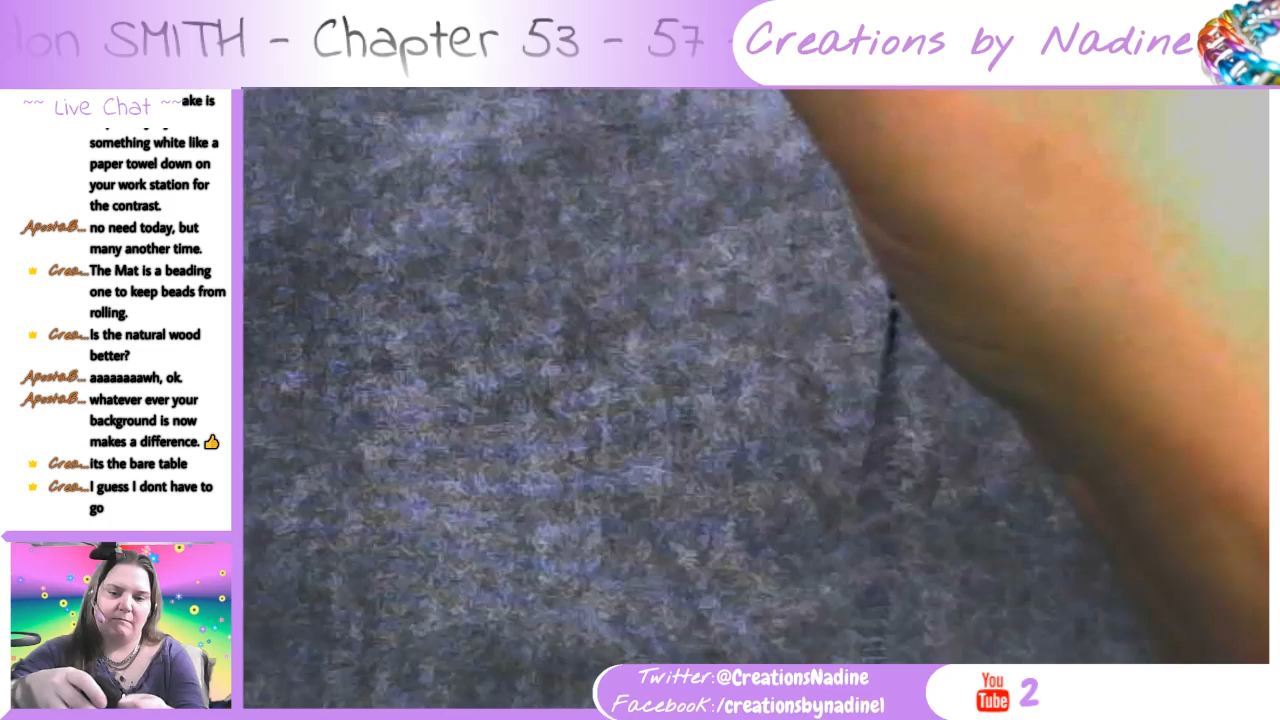 SMITH - Chapter 53 - 57
Creations by Nadine
~~ Live Chat ~~
ake is
something white like a
paper towel down on
your work station for
the contrast.
ApostaB... no need today, but
many another time.
Crea... The Mat is a beading
one to keep beads from
rolling.
Crea... Is the natural wood
better?
ApostaB... aaaaaaaawh, ok.
ApostaB... whatever ever your
background is now
makes a difference. 👍
Crea... its the bare table
Crea... I guess I dont have to
go
Twitter:@CreationsNadine
Facebook:/creationsbynadine1
You
Tube 2